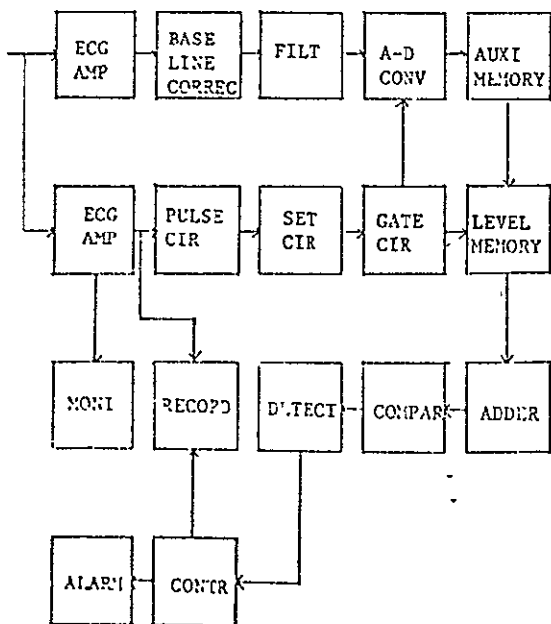 ECG
AMP
BASE
LINE
CORREC
FILT
A-D
CONV
AUXI
MEMORY
ECG
AMP
PULSE
CIR
SET
CIR
GATE
CIR
LEVEL
MEMORY
MONI
RECORD
DETECT
COMPAR
ADDER
ALARM
CONTR